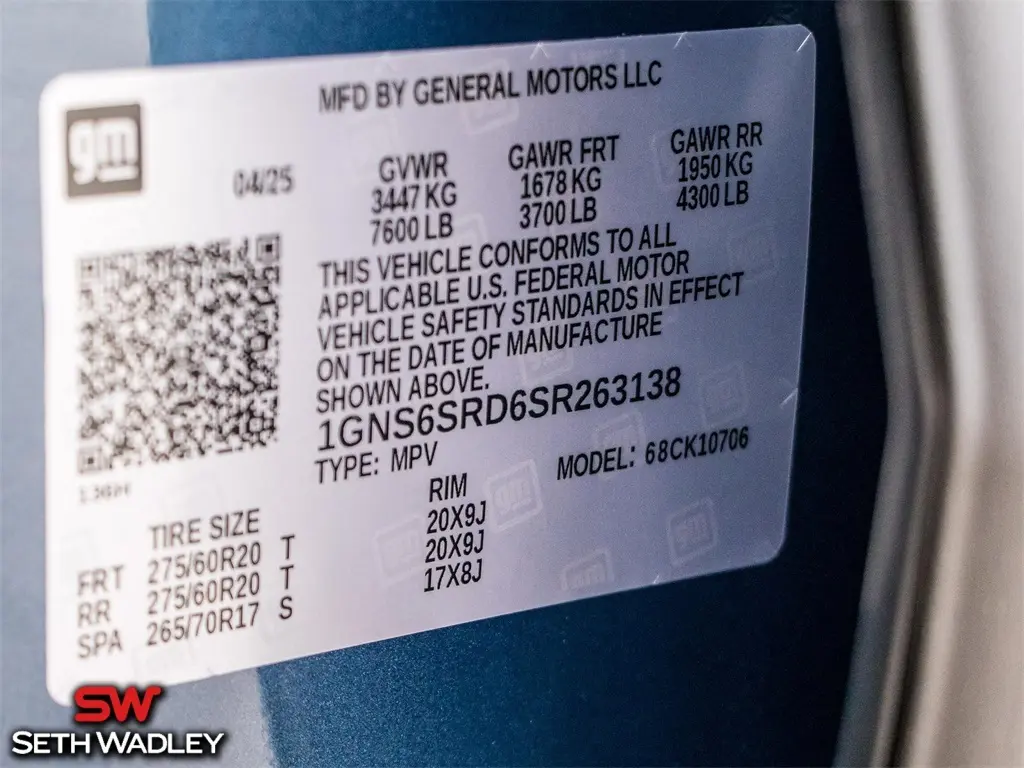 MFD BY GENERAL MOTORS LLC
gm
04/25
GVWR GAWR FRT GAWR RR
3447 KG 1678 KG 1950 KG
7600 LB 3700 LB 4300 LB
THIS VEHICLE CONFORMS TO ALL
APPLICABLE U.S. FEDERAL MOTOR
VEHICLE SAFETY STANDARDS IN EFFECT
ON THE DATE OF MANUFACTURE
SHOWN ABOVE.
1GNS6SRD6SR263138
TYPE: MPV MODEL: 68CK10706
TIRE SIZE RIM
FRT 275/60R20 T 20X9J
RR 275/60R20 T 20X9J
SPA 265/70R17 S 17X8J
SW
SETH WADLEY